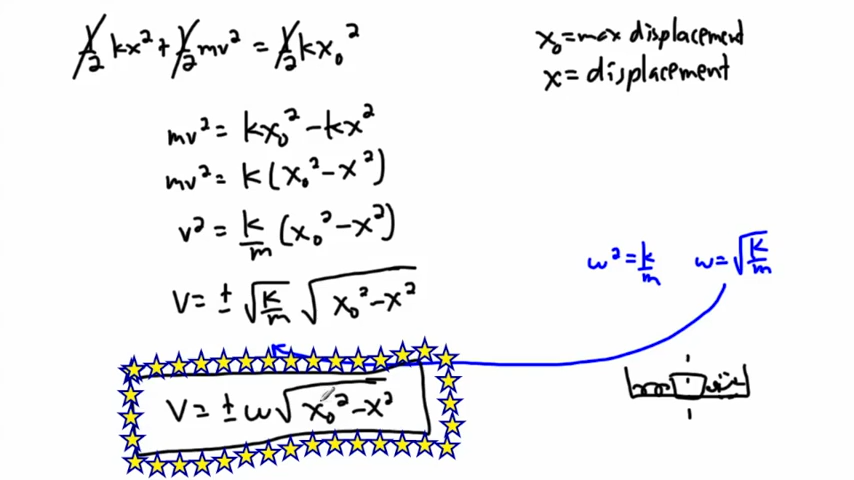 ½kx² + ½mv² = ½kx₀²
x₀ = max displacement
x = displacement
mv² = kx₀² - kx²
mv² = k(x₀² - x²)
v² = k/m (x₀² - x²)
ω² = k/m ω = √(k/m)
V = ± √(k/m) √(x₀² - x²)
V = ± ω√(x₀² - x²)